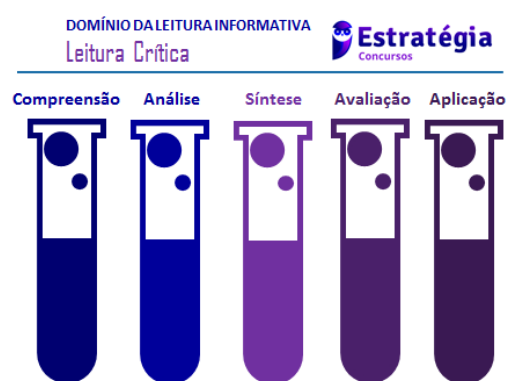 DOMÍNIO DA LEITURA INFORMATIVA
Leitura Crítica
Estratégia
Concursos
Compreensão Análise Síntese Avaliação Aplicação